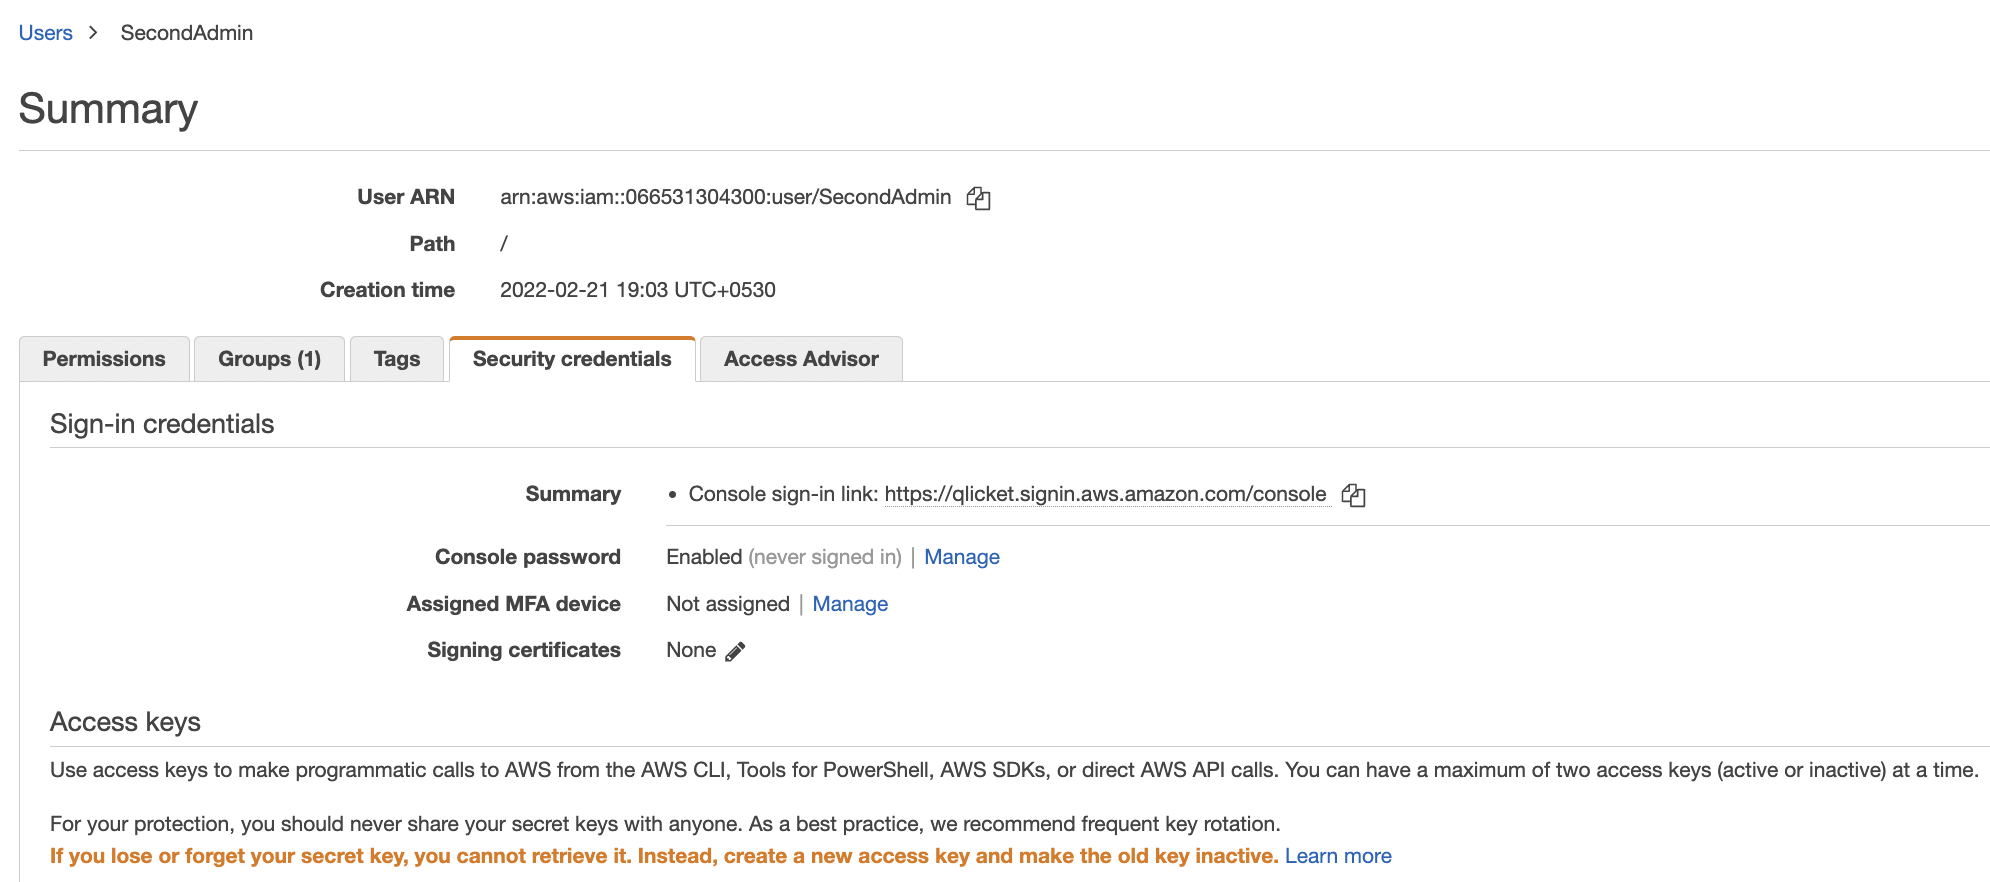 Users > SecondAdmin
Summary
User ARN arn:aws:iam::066531304300:user/SecondAdmin
Path /
Creation time 2022-02-21 19:03 UTC+0530
Permissions Groups (1) Tags Security credentials Access Advisor
Sign-in credentials
Summary • Console sign-in link: https://qlicket.signin.aws.amazon.com/console
Console password Enabled (never signed in) | Manage
Assigned MFA device Not assigned | Manage
Signing certificates None
Access keys
Use access keys to make programmatic calls to AWS from the AWS CLI, Tools for PowerShell, AWS SDKs, or direct AWS API calls. You can have a maximum of two access keys (active or inactive) at a time.
For your protection, you should never share your secret keys with anyone. As a best practice, we recommend frequent key rotation.
If you lose or forget your secret key, you cannot retrieve it. Instead, create a new access key and make the old key inactive. Learn more